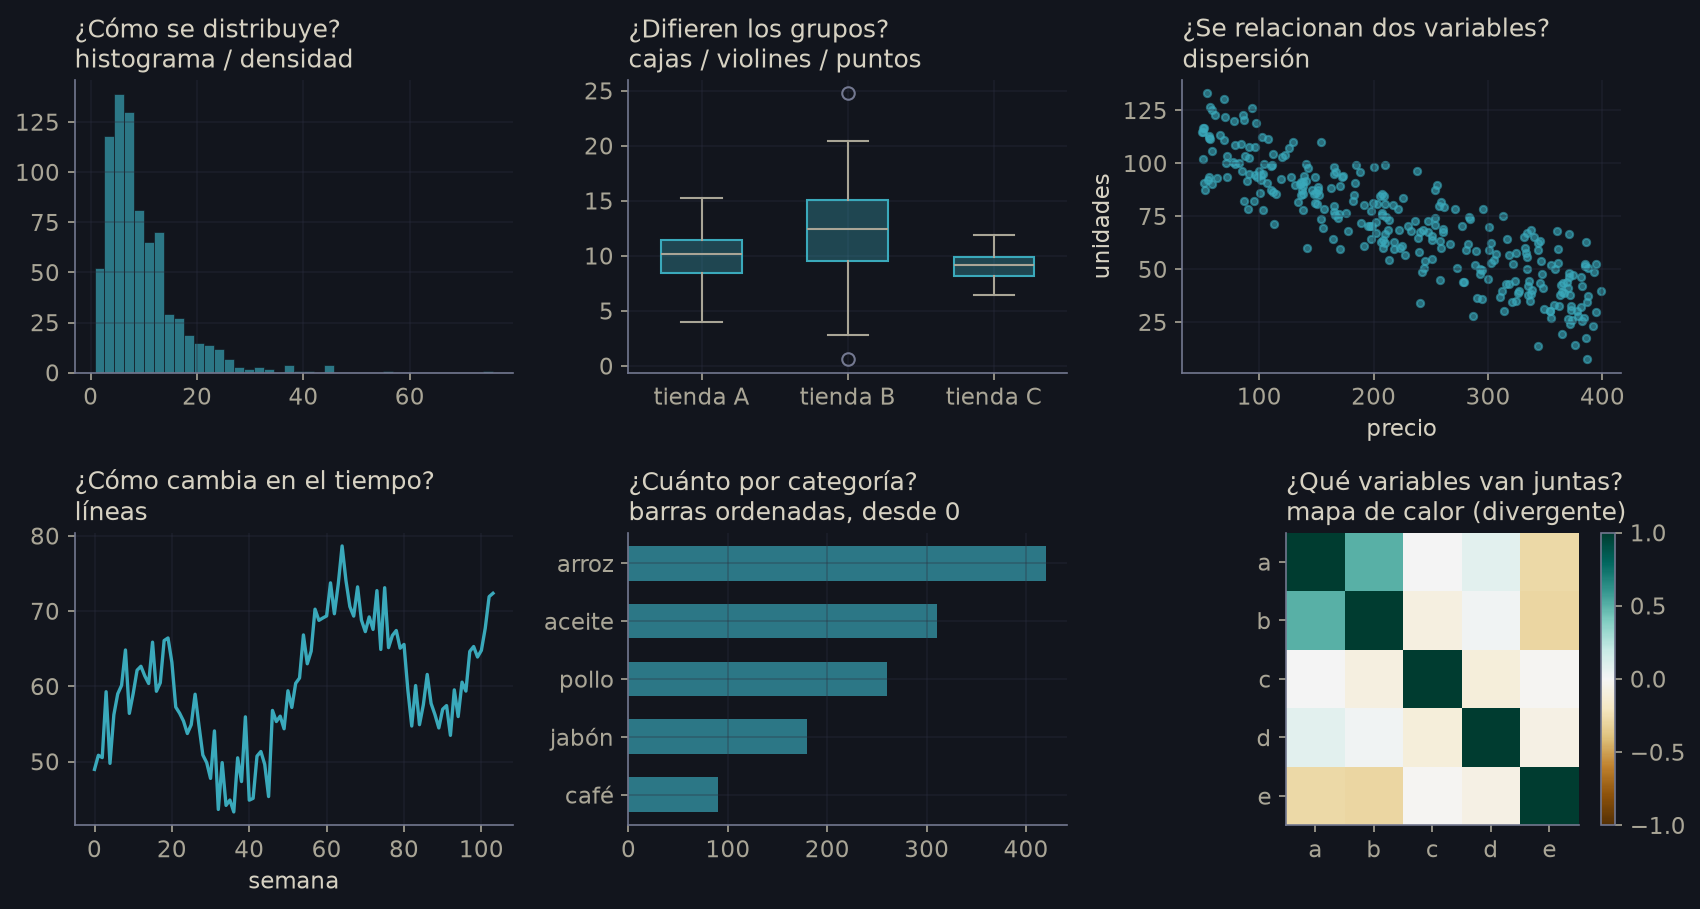 ¿Cómo se distribuye?
histograma / densidad
125
100
75
50
25
0
0 20 40 60
¿Difieren los grupos?
cajas / violines / puntos
25
20
15
10
5
0
tienda A tienda B tienda C
¿Se relacionan dos variables?
dispersión
unidades
125
100
75
50
25
100 200 300 400
precio
¿Cómo cambia en el tiempo?
líneas
80
70
60
50
0 20 40 60 80 100
semana
¿Cuánto por categoría?
barras ordenadas, desde 0
arroz
aceite
pollo
jabón
café
0 100 200 300 400
¿Qué variables van juntas?
mapa de calor (divergente)
a
b
c
d
e
a b c d e
1.0
0.5
0.0
−0.5
−1.0